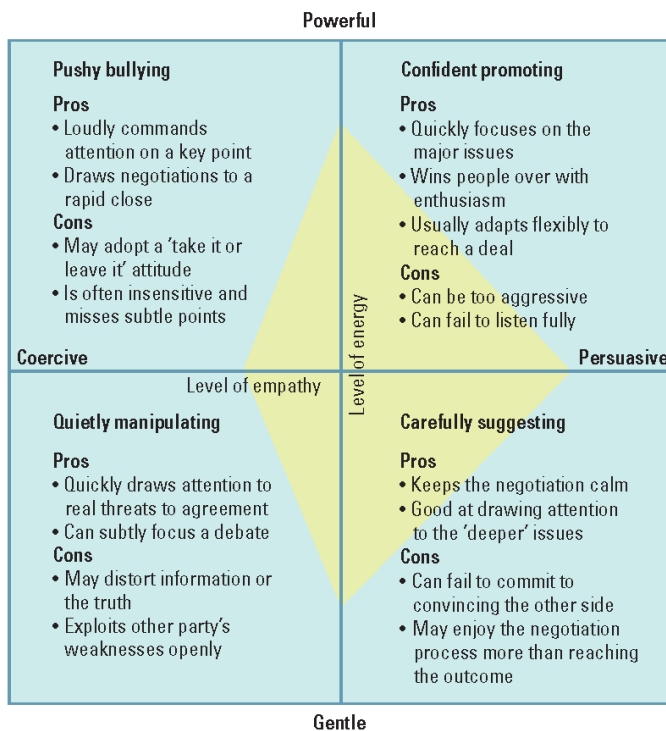 Powerful
Pushy bullying
Pros
• Loudly commands
attention on a key point
• Draws negotiations to a
rapid close
Cons
• May adopt a 'take it or
leave it' attitude
• Is often insensitive and
misses subtle points
Confident promoting
Pros
• Quickly focuses on the
major issues
• Wins people over with
enthusiasm
• Usually adapts flexibly to
reach a deal
Cons
• Can be too aggressive
• Can fail to listen fully
Level of energy
Coercive
Persuasive
Level of empathy
Quietly manipulating
Pros
• Quickly draws attention to
real threats to agreement
• Can subtly focus a debate
Cons
• May distort information or
the truth
• Exploits other party's
weaknesses openly
Carefully suggesting
Pros
• Keeps the negotiation calm
• Good at drawing attention
to the 'deeper' issues
Cons
• Can fail to commit to
convincing the other side
• May enjoy the negotiation
process more than reaching
the outcome
Gentle